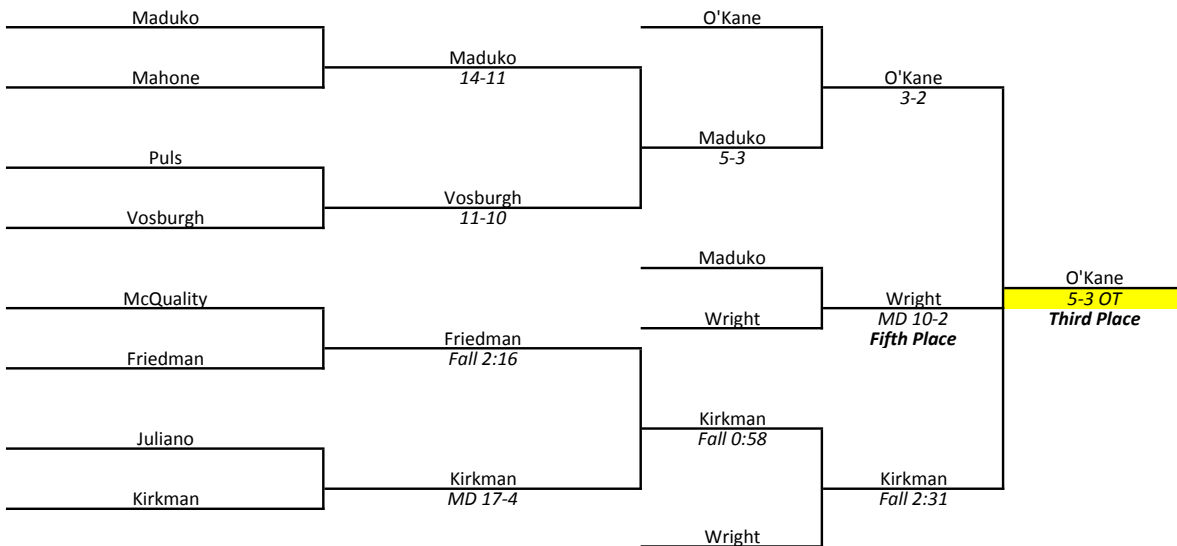 Maduko
O'Kane
Mahone
Maduko
14-11
O'Kane
3-2
Puls
Maduko
5-3
Vosburgh
Vosburgh
11-10
Maduko
McQuality
Wright
Wright
MD 10-2
Fifth Place
O'Kane
5-3 OT
Third Place
Friedman
Friedman
Fall 2:16
Juliano
Kirkman
Fall 0:58
Kirkman
Kirkman
MD 17-4
Kirkman
Fall 2:31
Wright